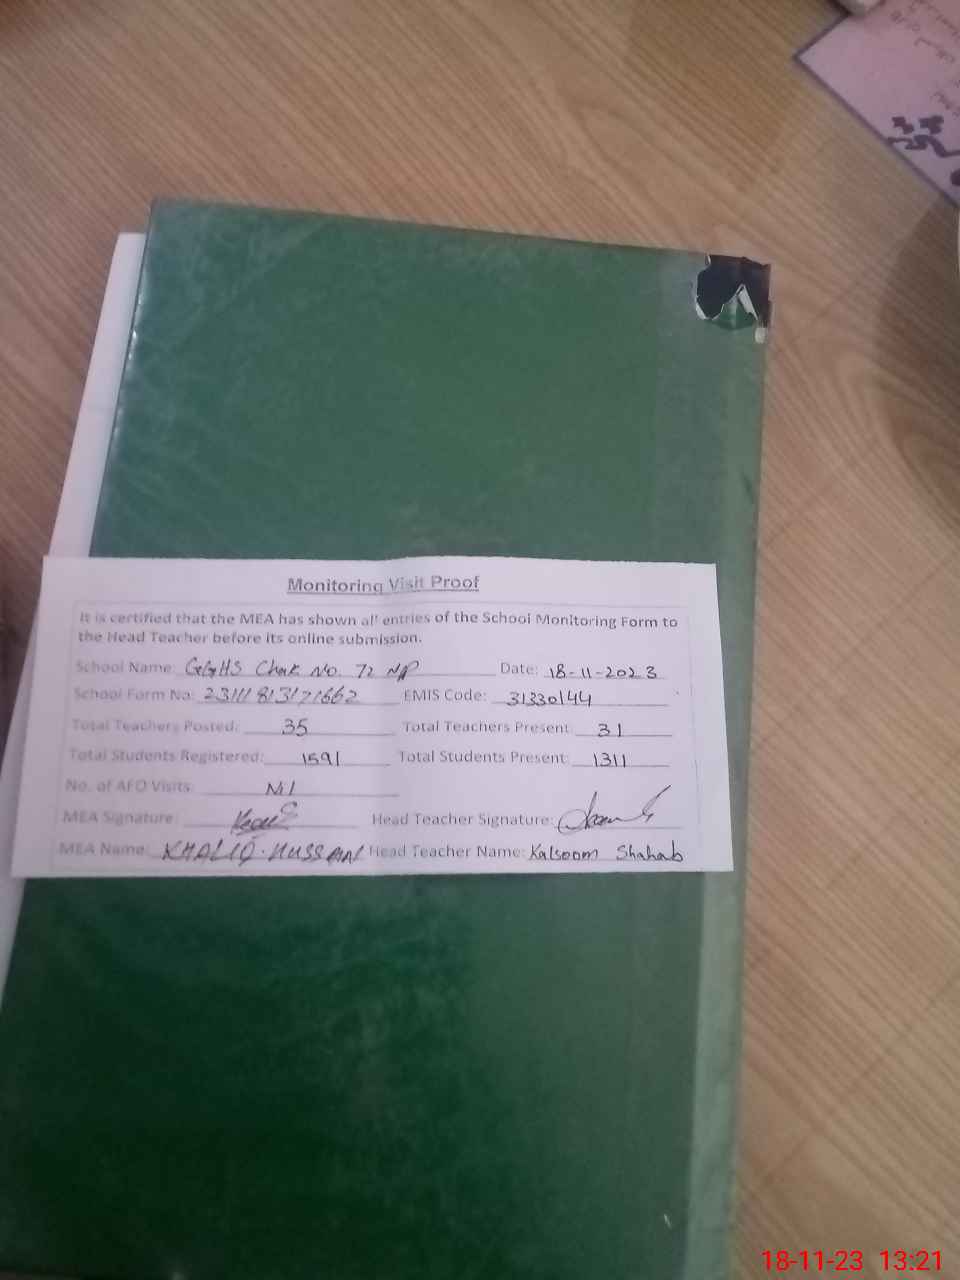 Monitoring Visit Proof
It is certified that the MEA has shown all entries of the School Monitoring Form to
the Head Teacher before its online submission.
School Name: GGHS Chak No. 72 NP Date: 18-11-2023
School Form No: 23111813171662 EMIS Code: 31330144
Total Teachers Posted: 35 Total Teachers Present: 31
Total Students Registered: 1591 Total Students Present: 1311
No. of AFO Visits: Nil
MEA Signature: Head Teacher Signature:
MEA Name: KHALIQ. HUSSAIN Head Teacher Name: Kalsoom Shahab
18-11-23 13:21